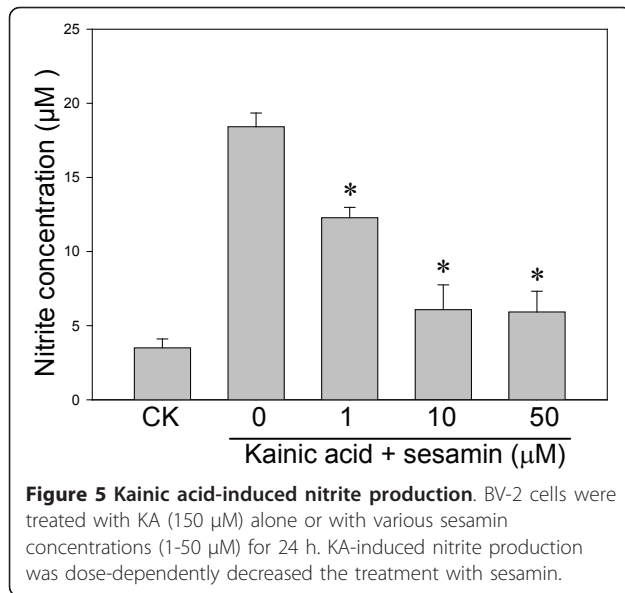 25
20
15
10
5
0
Nitrite concentration (µM )
*
*
*
CK 0 1 10 50
Kainic acid + sesamin (µM)
Figure 5 Kainic acid-induced nitrite production. BV-2 cells were
treated with KA (150 µM) alone or with various sesamin
concentrations (1-50 µM) for 24 h. KA-induced nitrite production
was dose-dependently decreased the treatment with sesamin.